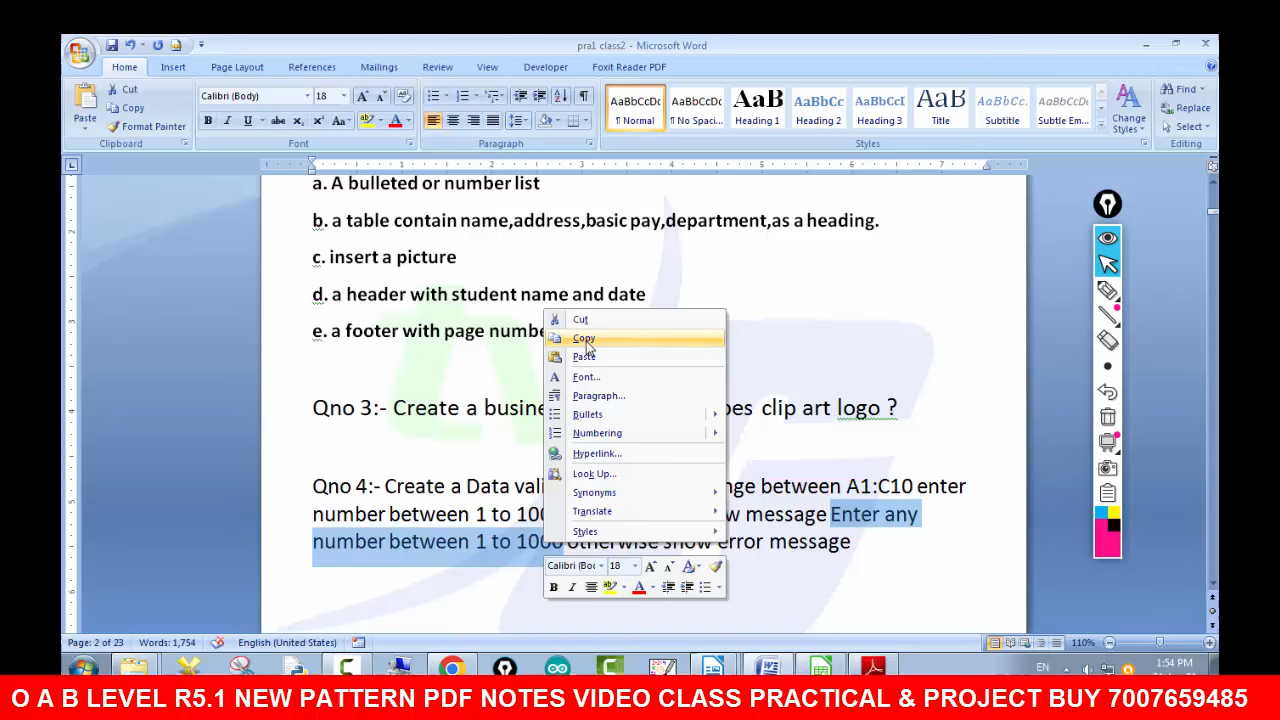 pra1 class2 - Microsoft Word
Home Insert Page Layout References Mailings Review View Developer Foxit Reader PDF
Paste
Cut
Copy
Format Painter
Clipboard
Calibri (Body) 18
Font
Paragraph
AaBbCcDc AaBbCcDc AaBbC AaBbCc AaBbCcI AaBbC AaBbCc. AaBbCcDc
¶ Normal ¶ No Spaci... Heading 1 Heading 2 Heading 3 Title Subtitle Subtle Em...
Styles
Change Styles
Find
Replace
Select
Editing
a. A bulleted or number list
b. a table contain name,address,basic pay,department,as a heading.
c. insert a picture
d. a header with student name and date
e. a footer with page numbe
Qno 3:- Create a busine pes clip art logo ?
Qno 4:- Create a Data vali nge between A1:C10 enter
number between 1 to 100 w message Enter any
number between 1 to 1000 otherwise show error message
Cut
Copy
Paste
Font...
Paragraph...
Bullets
Numbering
Hyperlink...
Look Up...
Synonyms
Translate
Styles
Calibri (Boc 18
Page: 2 of 23 Words: 1,754 English (United States) 110%
EN 1:54 PM
O A B LEVEL R5.1 NEW PATTERN PDF NOTES VIDEO CLASS PRACTICAL & PROJECT BUY 7007659485